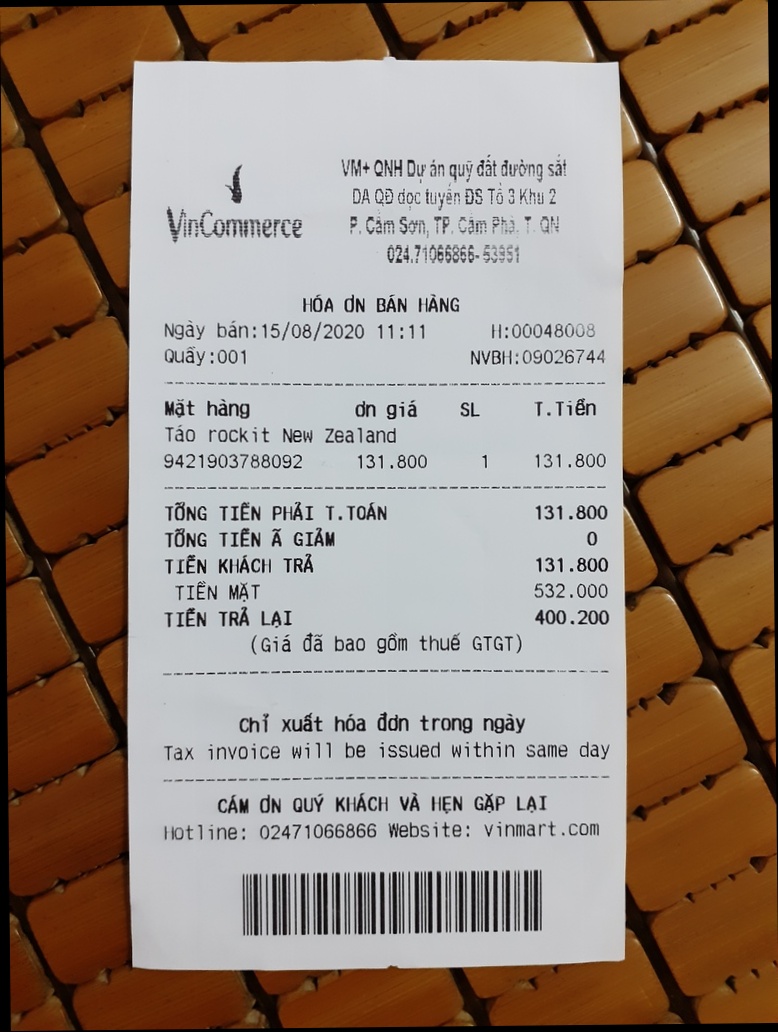 VinCommerce
VM+ QNH Dự án quỹ đất đường sắt
DA QĐ dọc tuyến ĐS Tổ 3 Khu 2
P. Cẩm Sơn, TP. Cẩm Phả, T. QN
024.71066866-53951
HÓA ƠN BÁN HÀNG
Ngày bán:15/08/2020 11:11 H:00048008
Quầy:001 NVBH:09026744
Mặt hàng ơn giá SL T.Tiền
Táo rockit New Zealand
9421903788092 131.800 1 131.800
TỔNG TIỀN PHẢI T.TOÁN 131.800
TỔNG TIỀN Ã GIẢM 0
TIỀN KHÁCH TRẢ 131.800
TIỀN MẶT 532.000
TIỀN TRẢ LẠI 400.200
(Giá đã bao gồm thuế GTGT)
Chỉ xuất hóa đơn trong ngày
Tax invoice will be issued within same day
CÁM ƠN QUÝ KHÁCH VÀ HẸN GẶP LẠI
Hotline: 02471066866 Website: vinmart.com